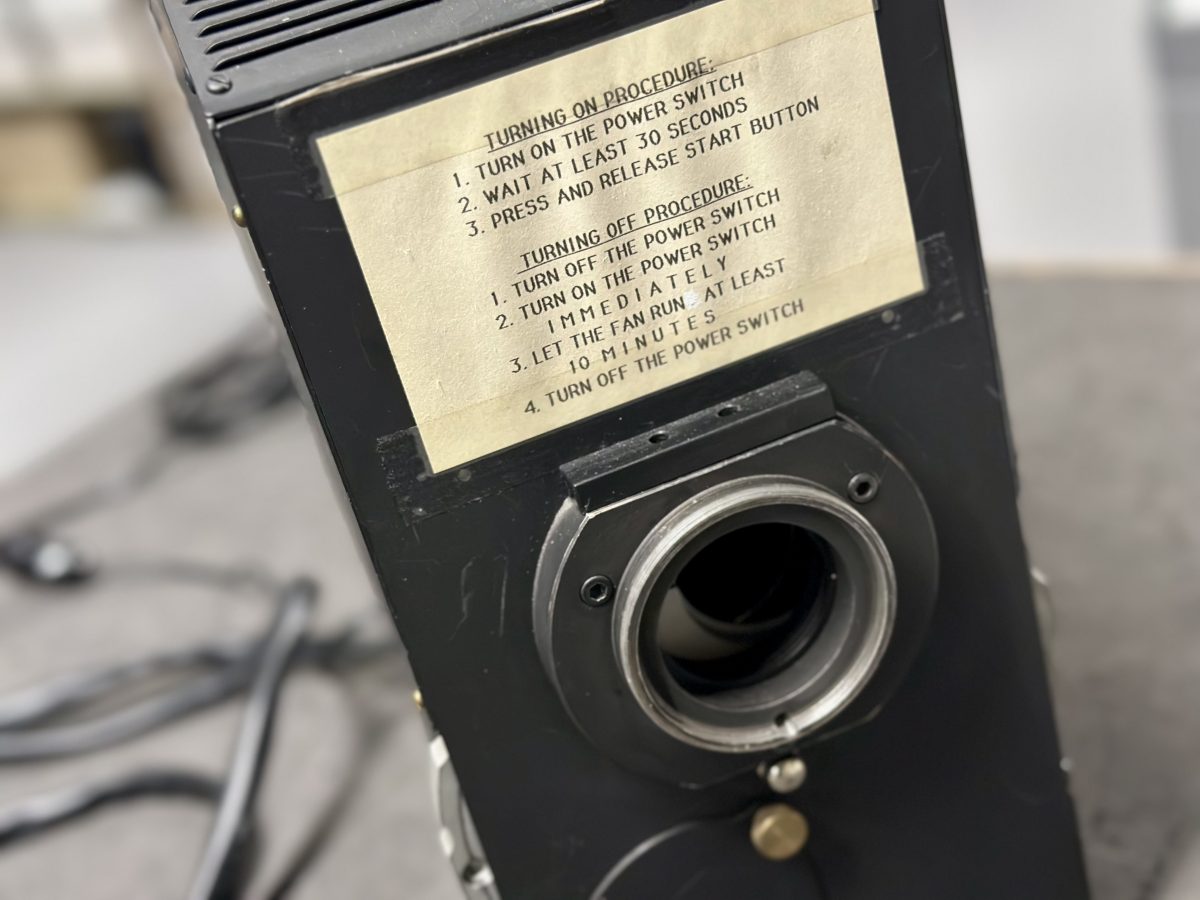 TURNING ON PROCEDURE:
1. TURN ON THE POWER SWITCH
2. WAIT AT LEAST 30 SECONDS
3. PRESS AND RELEASE START BUTTON
TURNING OFF PROCEDURE:
1. TURN OFF THE POWER SWITCH
2. TURN ON THE POWER SWITCH
I M M E D I A T E L Y
3. LET THE FAN RUN AT LEAST
10 M I N U T E S
4. TURN OFF THE POWER SWITCH